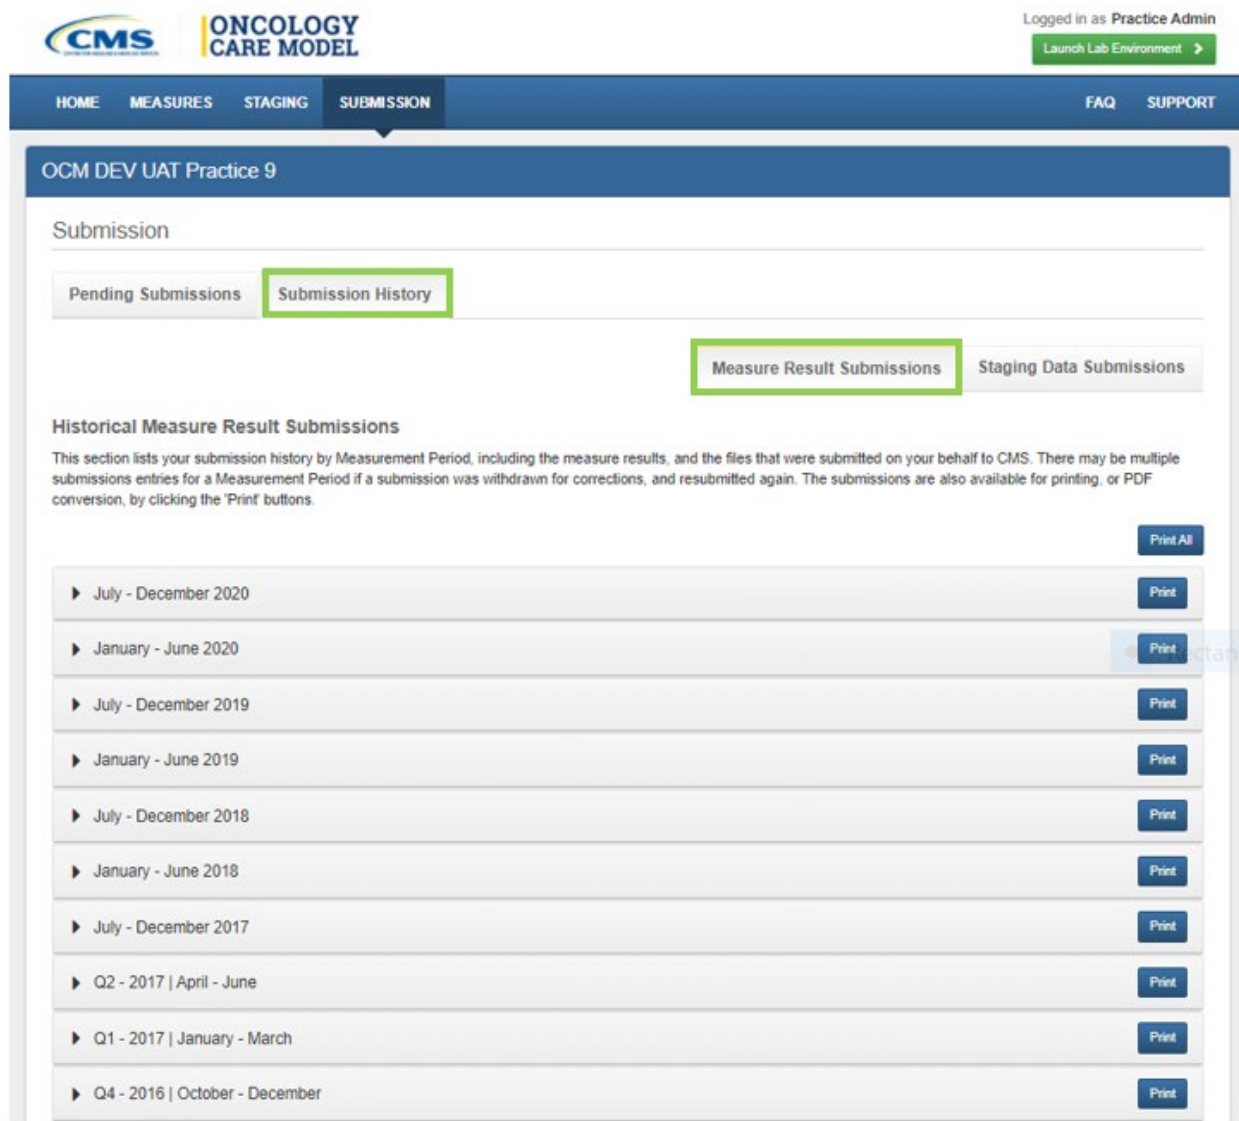 CMS
ONCOLOGY
CARE MODEL
Logged in as Practice Admin
Launch Lab Environment
HOME MEASURES STAGING SUBMISSION FAQ SUPPORT
OCM DEV UAT Practice 9
Submission
Pending Submissions Submission History
Measure Result Submissions Staging Data Submissions
Historical Measure Result Submissions
This section lists your submission history by Measurement Period, including the measure results, and the files that were submitted on your behalf to CMS. There may be multiple
submissions entries for a Measurement Period if a submission was withdrawn for corrections, and resubmitted again. The submissions are also available for printing, or PDF
conversion, by clicking the 'Print' buttons.
Print All
July - December 2020 Print
January - June 2020 Print
July - December 2019 Print
January - June 2019 Print
July - December 2018 Print
January - June 2018 Print
July - December 2017 Print
Q2 - 2017 | April - June Print
Q1 - 2017 | January - March Print
Q4 - 2016 | October - December Print